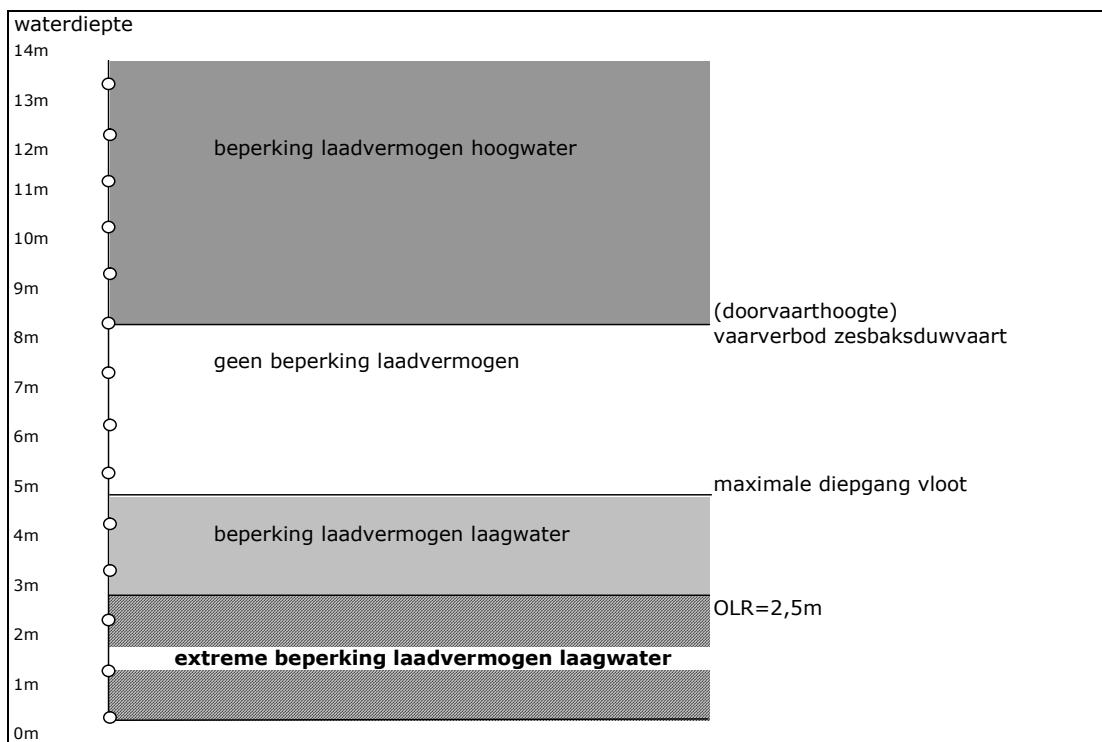 waterdiepte
14m
13m
12m
beperking laadvermogen hoogwater
11m
10m
9m
(doorvaarthoogte)
8m
vaarverbod zesbaksduwvaart
geen beperking laadvermogen
7m
6m
5m
maximale diepgang vloot
4m
beperking laadvermogen laagwater
3m
OLR=2,5m
2m
extreme beperking laadvermogen laagwater
1m
0m